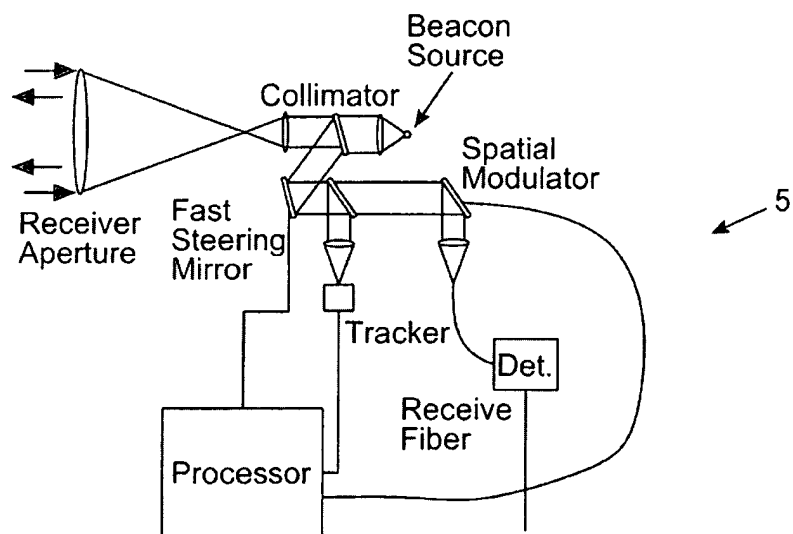 Beacon
Source
Collimator
Spatial
Modulator
5
Receiver
Aperture
Fast
Steering
Mirror
Tracker
Det.
Receive
Fiber
Processor